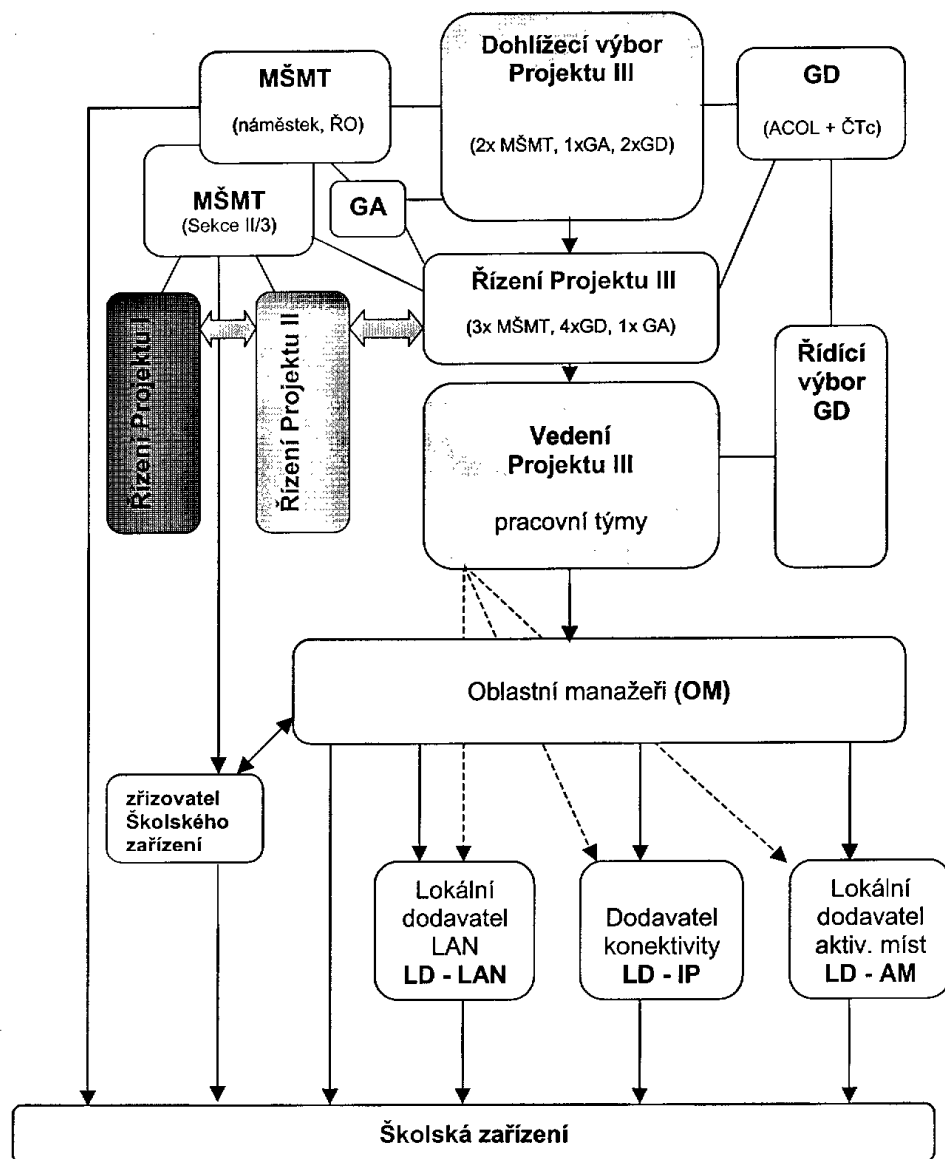 Dohlížecí výbor
Projektu III
(2x MŠMT, 1xGA, 2xGD)
MŠMT
(náměstek, ŘO)
GD
(ACOL + ČTc)
MŠMT
(Sekce II/3)
GA
Řízení Projektu III
(3x MŠMT, 4xGD, 1x GA)
Řízení Projektu I
Řízení Projektu II
Řídící
výbor
GD
Vedení
Projektu III
pracovní týmy
Oblastní manažeři (OM)
zřizovatel
Školského
zařízení
Lokální
dodavatel
LAN
LD - LAN
Dodavatel
konektivity
LD - IP
Lokální
dodavatel
aktiv. míst
LD - AM
Školská zařízení